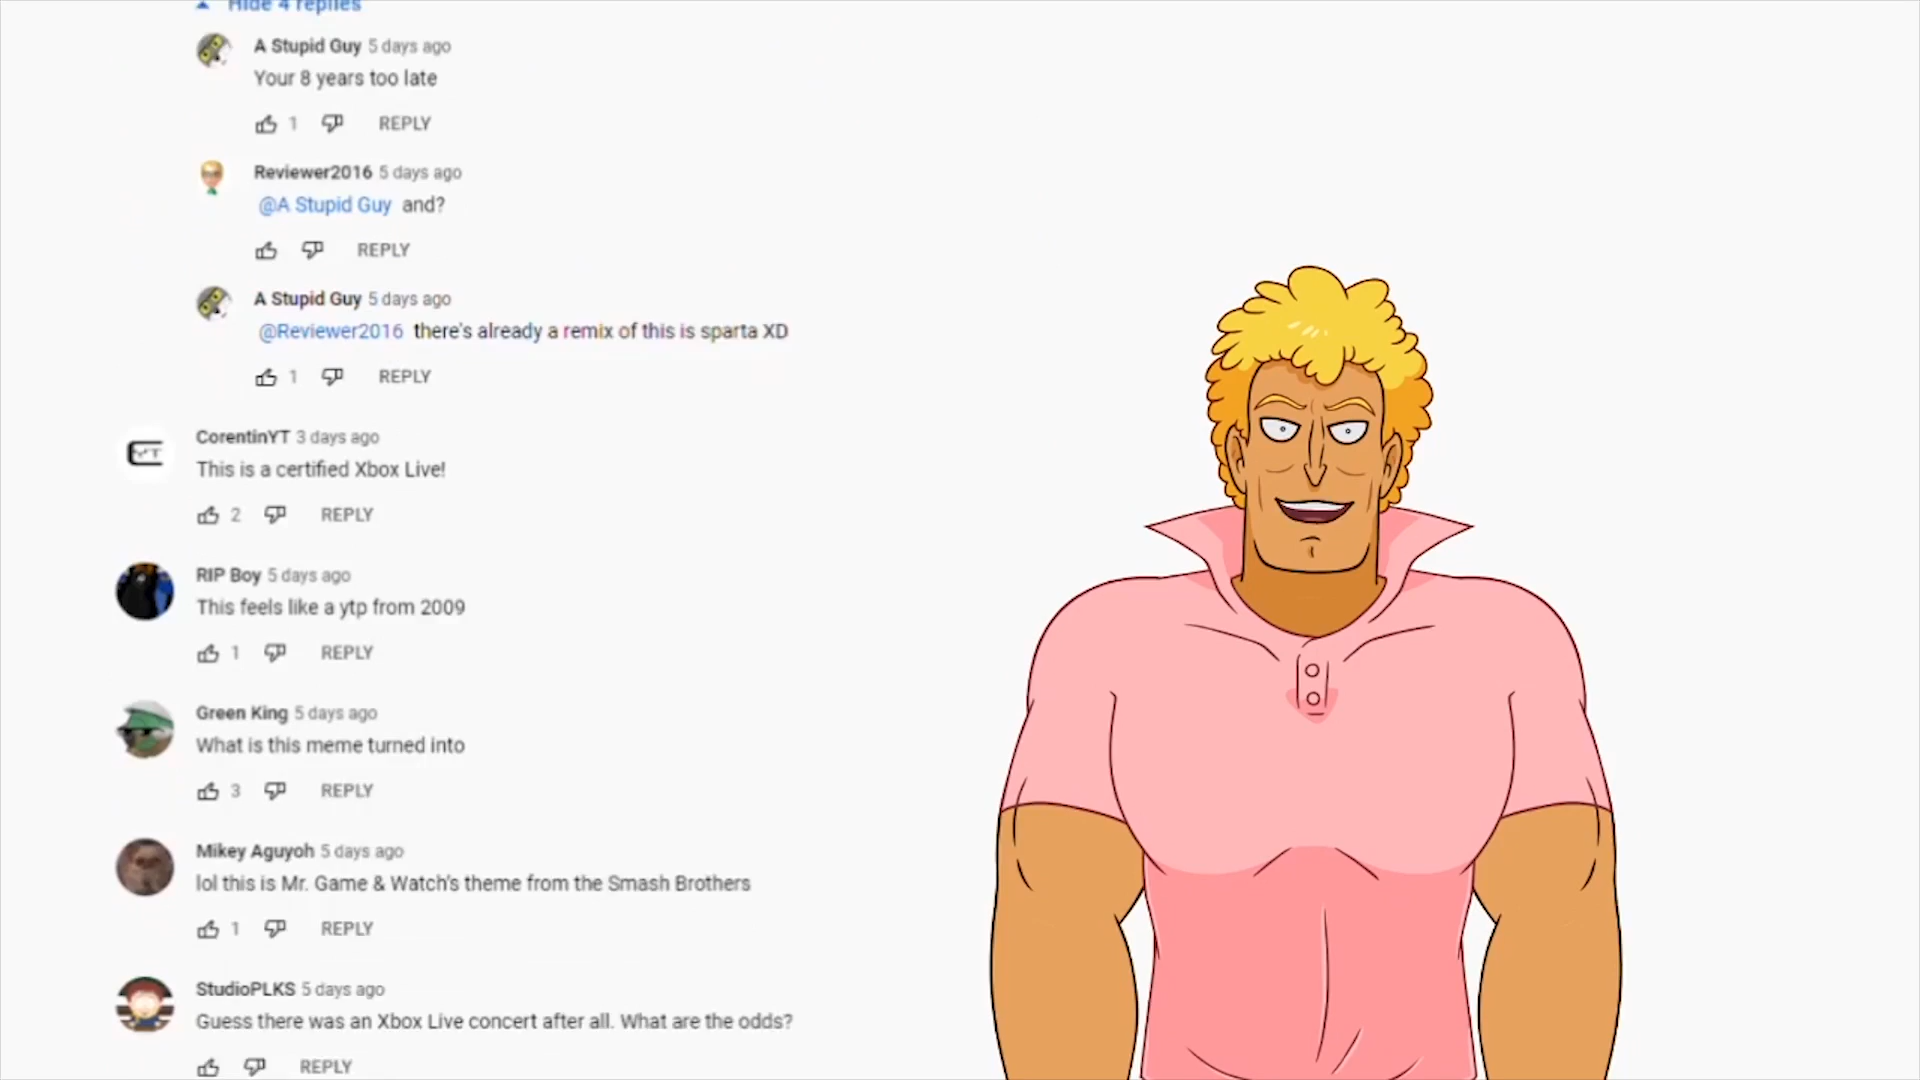 Hide 4 replies
A Stupid Guy 5 days ago
Your 8 years too late
1 REPLY
Reviewer2016 5 days ago
@A Stupid Guy and?
REPLY
A Stupid Guy 5 days ago
@Reviewer2016 there's already a remix of this is sparta XD
1 REPLY
CorentinYT 3 days ago
This is a certified Xbox Live!
2 REPLY
RIP Boy 5 days ago
This feels like a ytp from 2009
1 REPLY
Green King 5 days ago
What is this meme turned into
3 REPLY
Mikey Aguyoh 5 days ago
lol this is Mr. Game & Watch's theme from the Smash Brothers
1 REPLY
StudioPLKS 5 days ago
Guess there was an Xbox Live concert after all. What are the odds?
REPLY